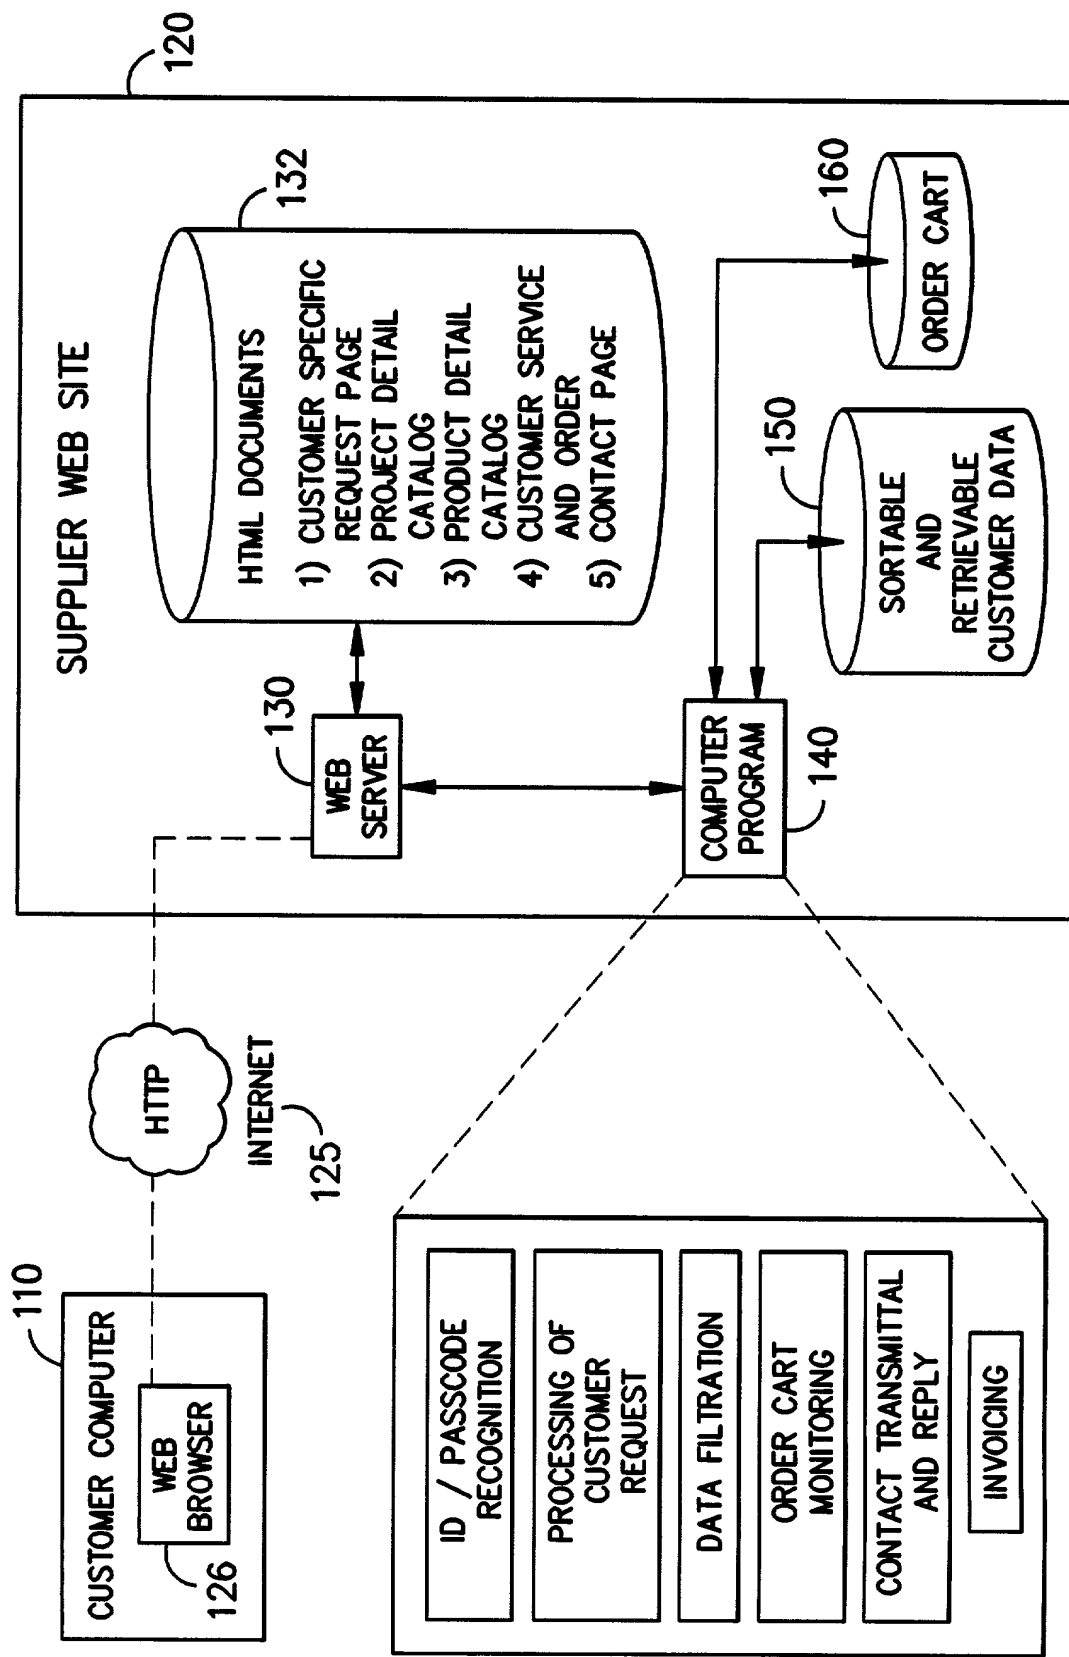 110
CUSTOMER COMPUTER
WEB
BROWSER
126
HTTP
INTERNET
125
SUPPLIER WEB SITE
120
130
WEB
SERVER
132
HTML DOCUMENTS
1) CUSTOMER SPECIFIC
REQUEST PAGE
2) PROJECT DETAIL
CATALOG
3) PRODUCT DETAIL
CATALOG
4) CUSTOMER SERVICE
AND ORDER
5) CONTACT PAGE
COMPUTER
PROGRAM
140
150
SORTABLE
AND
RETRIEVABLE
CUSTOMER DATA
160
ORDER CART
ID / PASSCODE
RECOGNITION
PROCESSING OF
CUSTOMER
REQUEST
DATA FILTRATION
ORDER CART
MONITORING
CONTACT TRANSMITTAL
AND REPLY
INVOICING